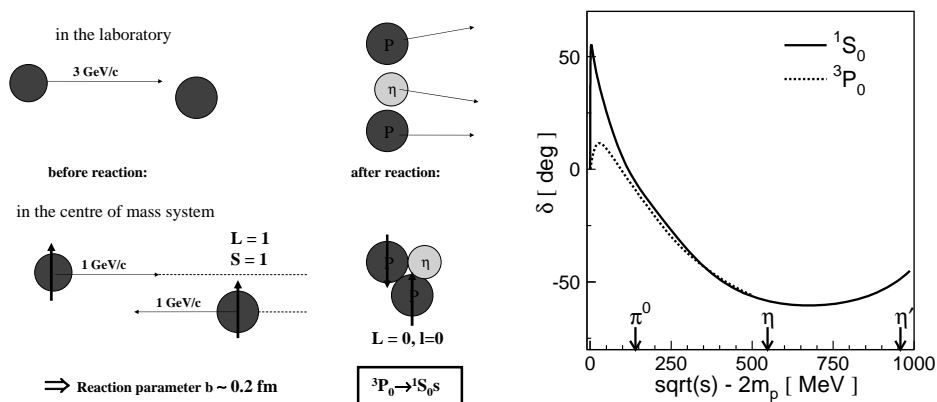 in the laboratory
3 GeV/c
P
η
P
before reaction:
after reaction:
in the centre of mass system
L = 1
S = 1
1 GeV/c
1 GeV/c
P
η
P
L = 0, l=0
⇒ Reaction parameter b ~ 0.2 fm
³P₀→¹S₀s
δ [ deg ]
50
0
-50
¹S₀
³P₀
π⁰
η
η′
0
250
500
750
1000
sqrt(s) - 2mₚ [ MeV ]